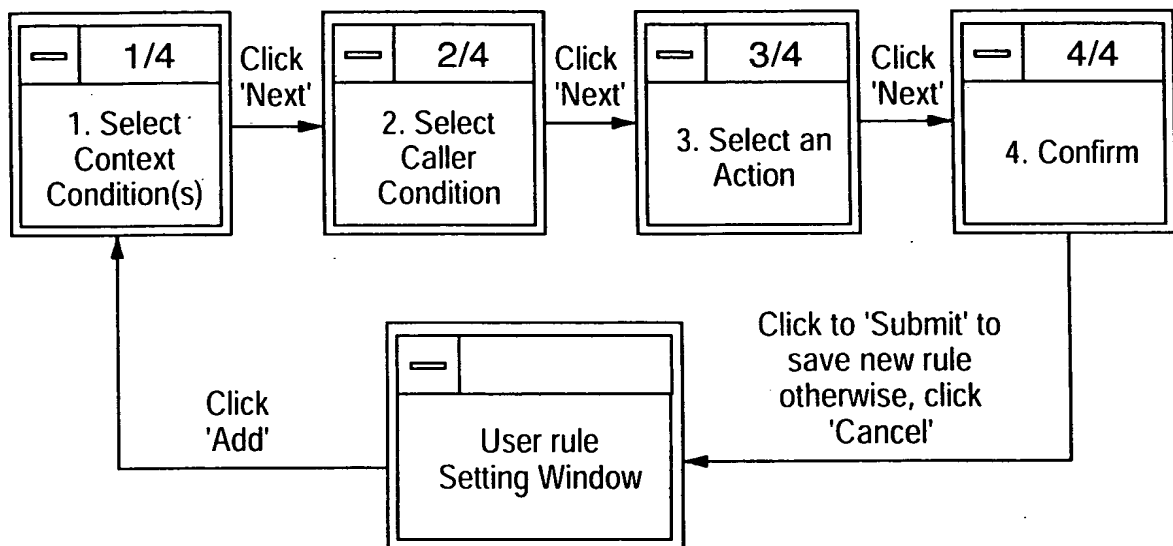 1/4
1. Select
Context
Condition(s)
Click
'Next'
2/4
2. Select
Caller
Condition
Click
'Next'
3/4
3. Select an
Action
Click
'Next'
4/4
4. Confirm
Click to 'Submit' to
save new rule
otherwise, click
'Cancel'
User rule
Setting Window
Click
'Add'